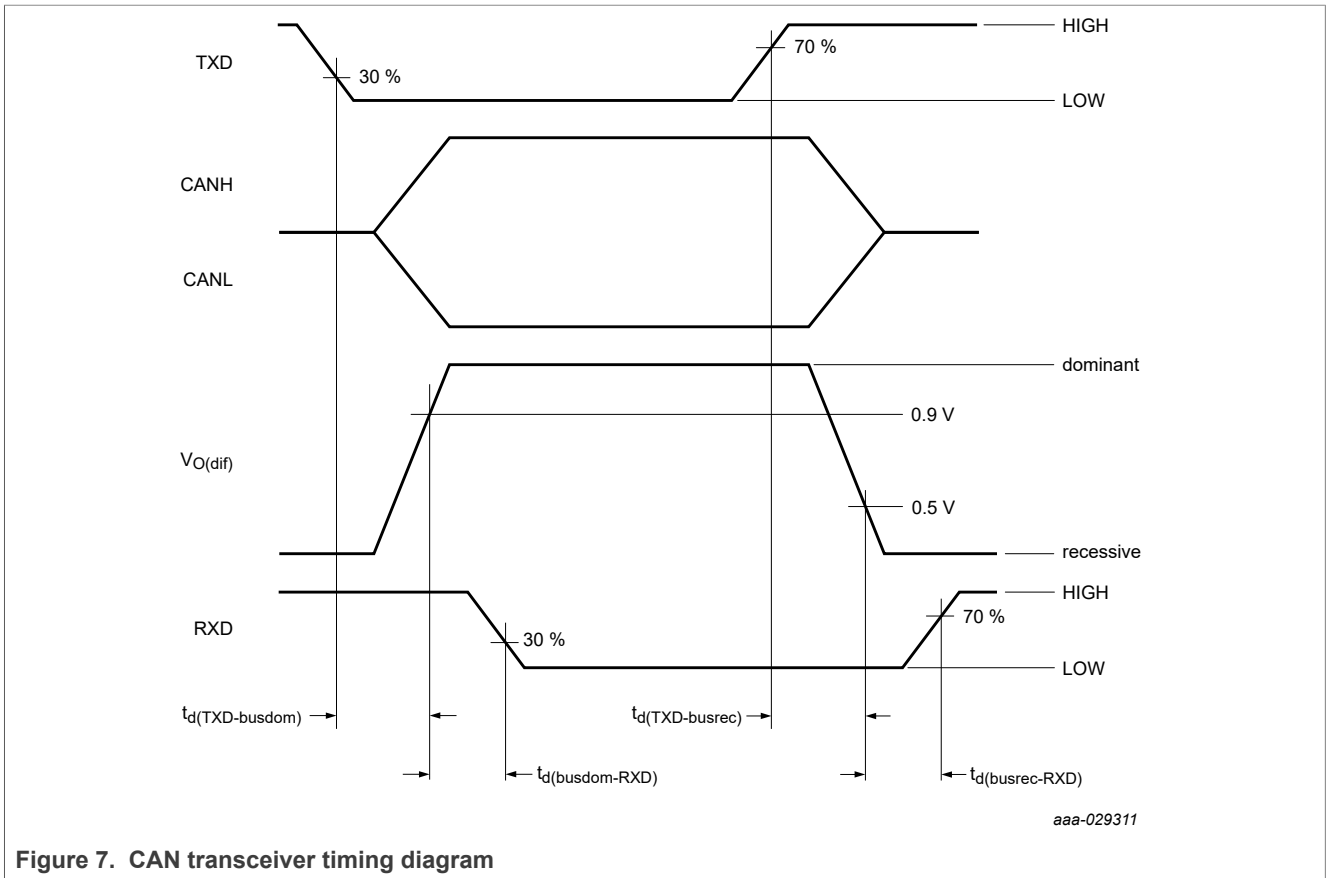 HIGH
TXD
70 %
30 %
LOW
CANH
CANL
dominant
0.9 V
VO(dif)
0.5 V
recessive
HIGH
RXD
70 %
30 %
LOW
td(TXD-busdom)
td(TXD-busrec)
td(busdom-RXD)
td(busrec-RXD)
aaa-029311
Figure 7. CAN transceiver timing diagram